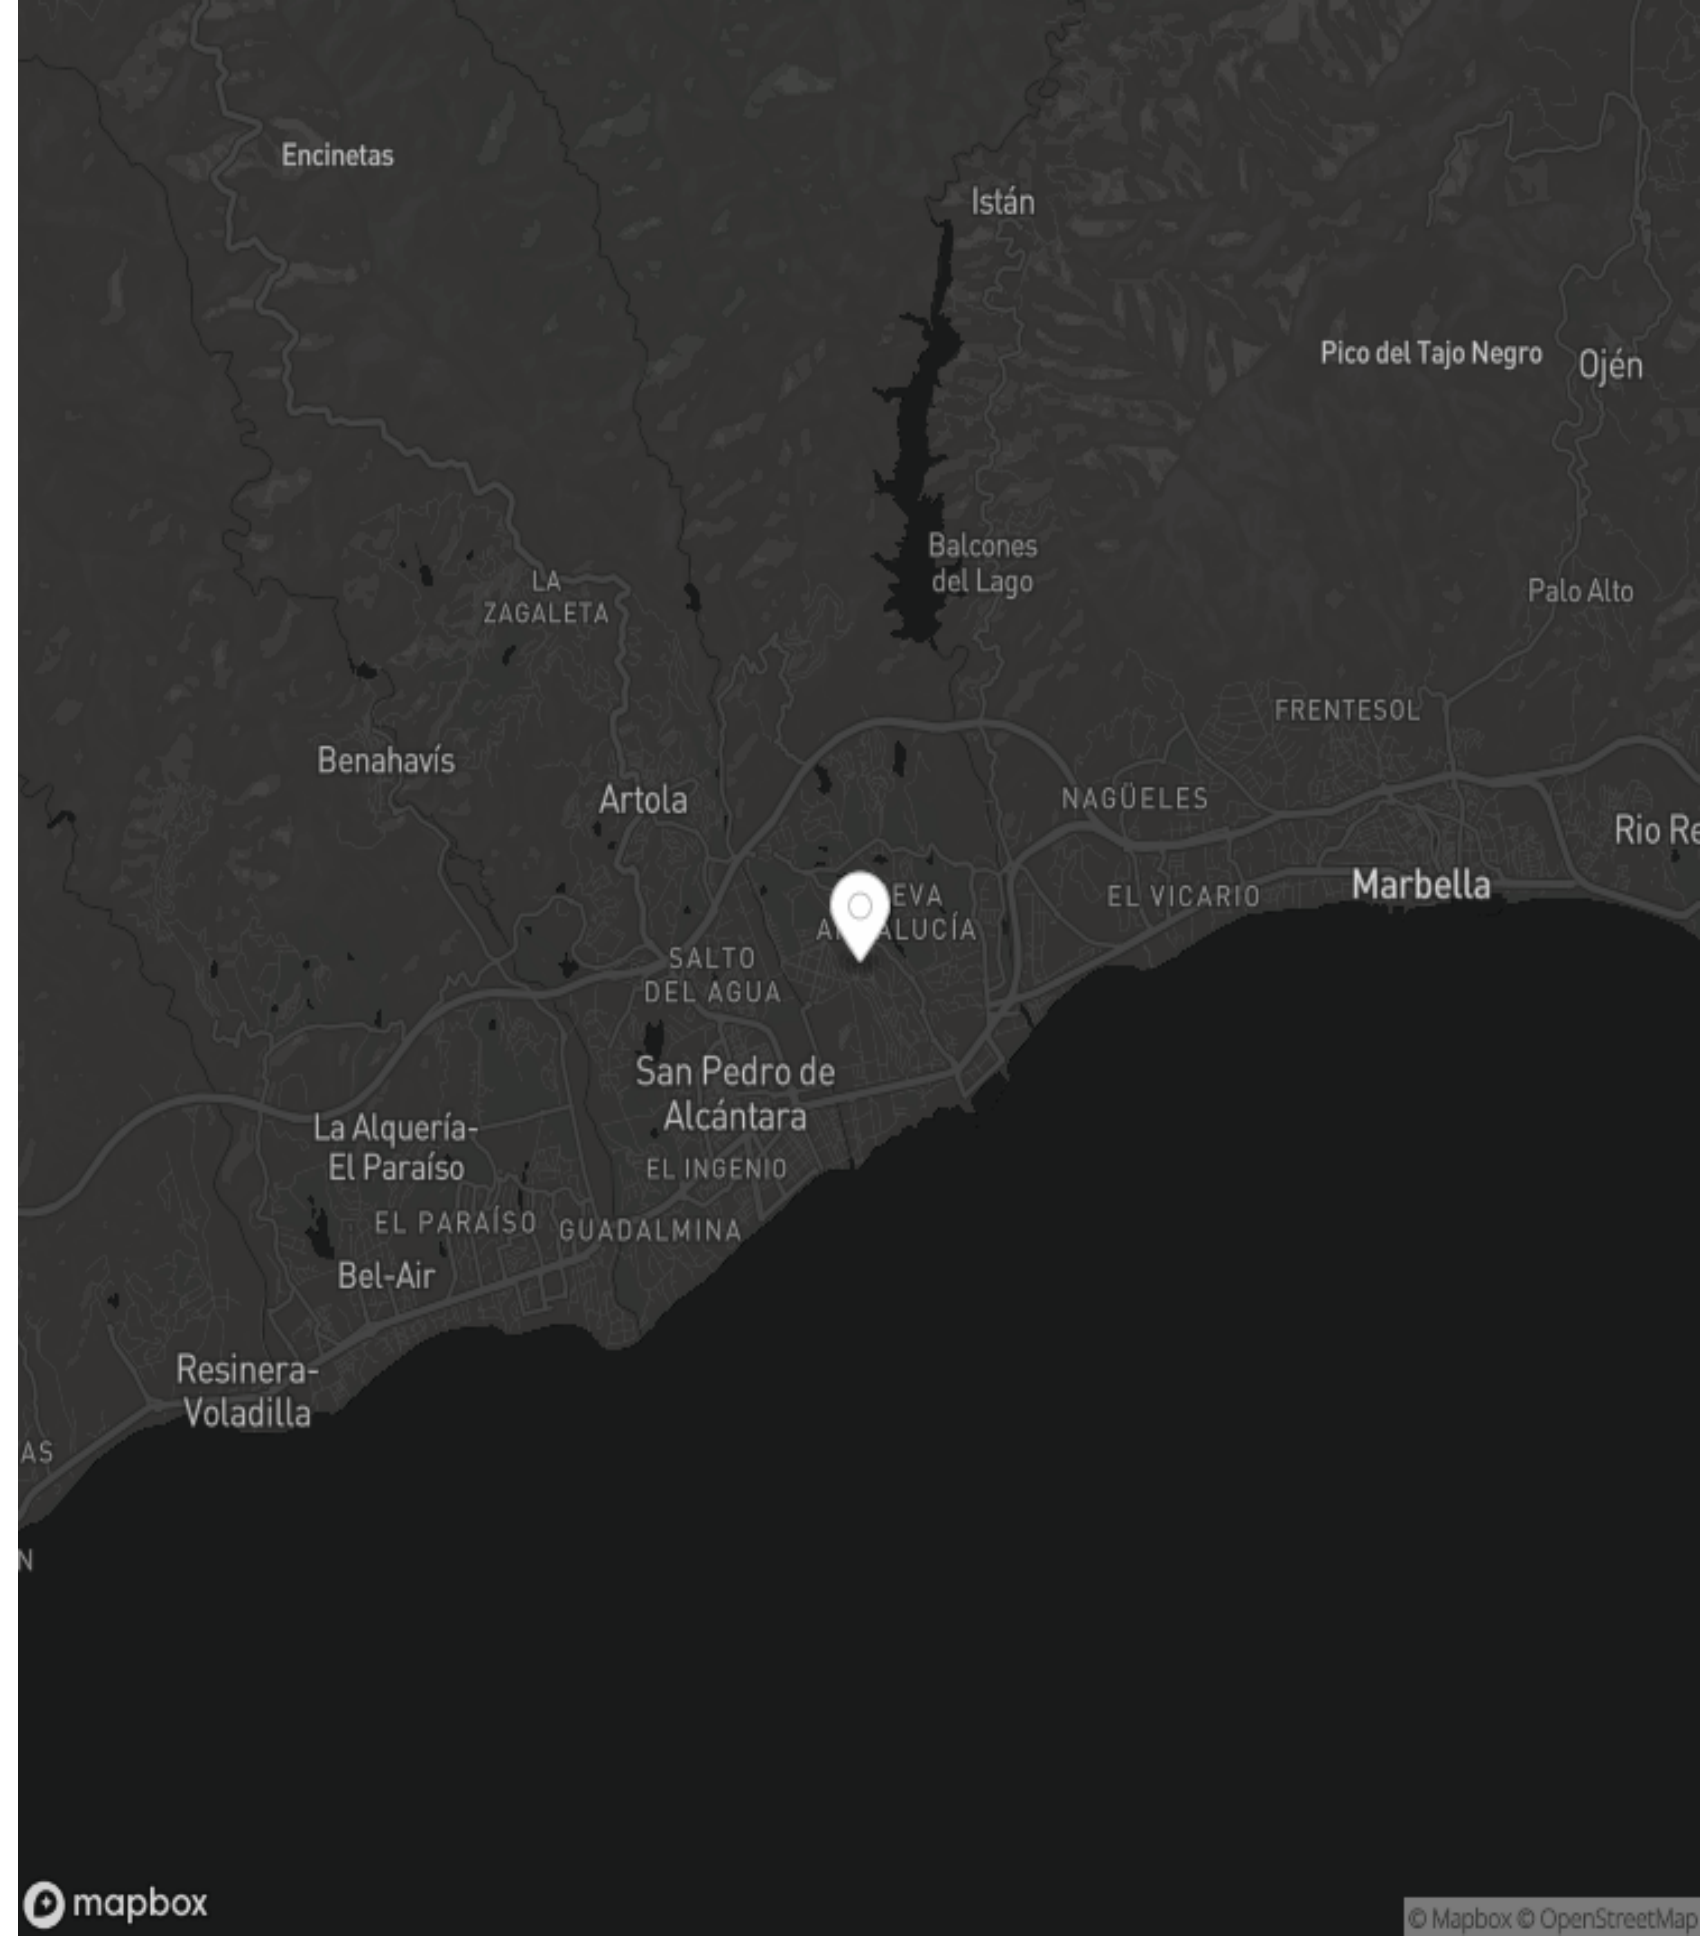 Encinetas
Istán
Pico del Tajo Negro
Ojén
Balcones
del Lago
LA
ZAGALETA
Palo Alto
FRENTESOL
Benahavís
Artola
NAGÜELES
Rio Re
Marbella
EL VICARIO
EVA
ALUCÍA
SALTO
DEL AGUA
San Pedro de
Alcántara
La Alquería-
El Paraíso
EL INGENIO
EL PARAÍSO
GUADALMINA
Bel-Air
Resinera-
Voladilla
AS
N
mapbox
© Mapbox © OpenStreetMap